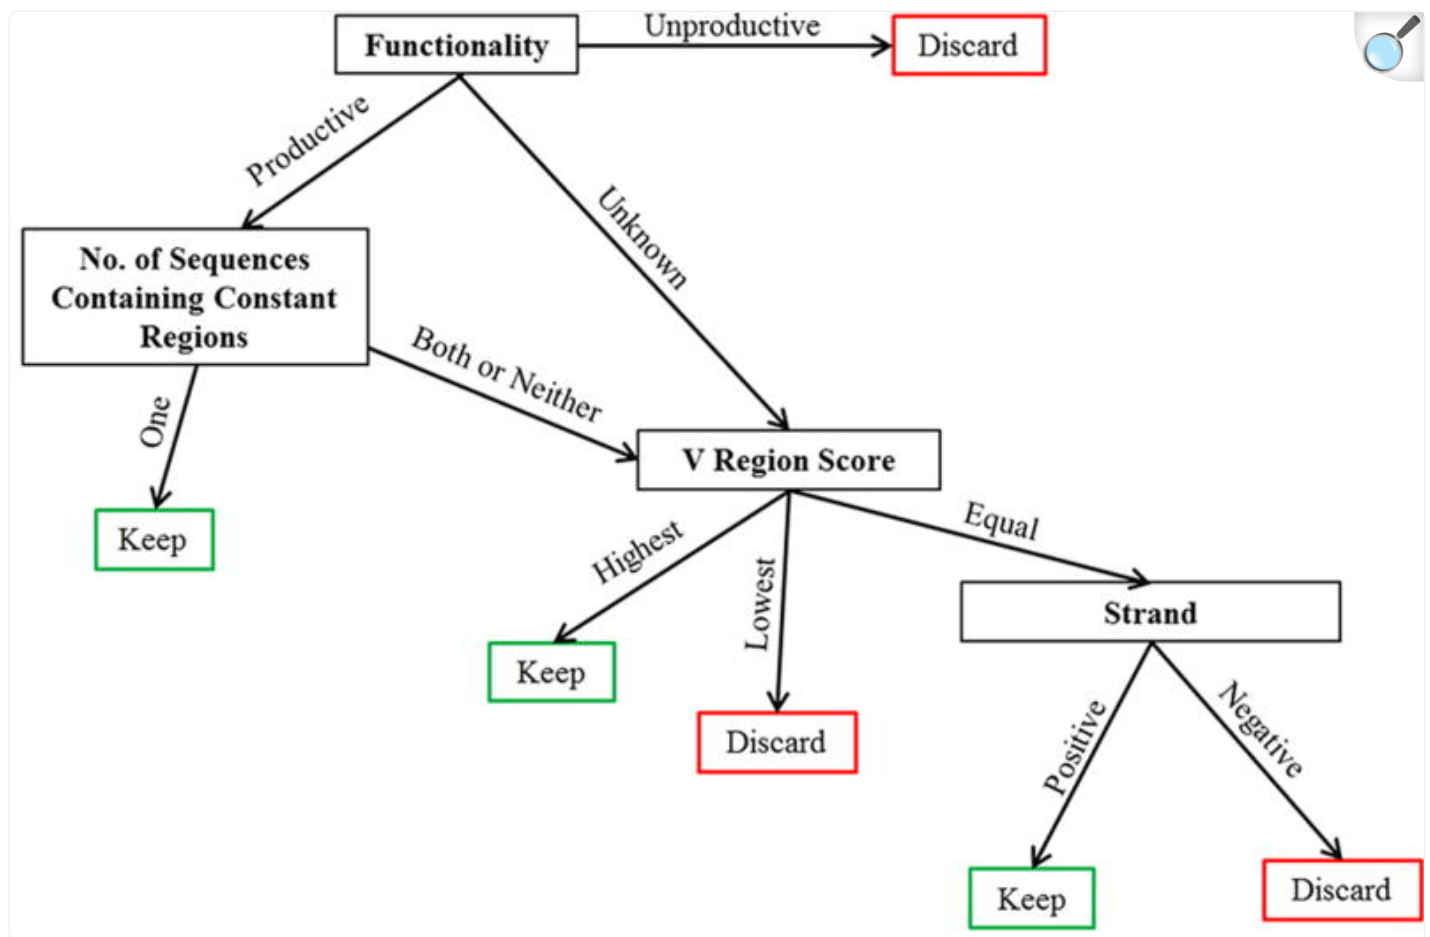 Functionality
Unproductive
Discard
Productive
Unknown
No. of Sequences
Containing Constant
Regions
Both or Neither
One
Keep
V Region Score
Highest
Lowest
Equal
Keep
Discard
Strand
Positive
Negative
Keep
Discard